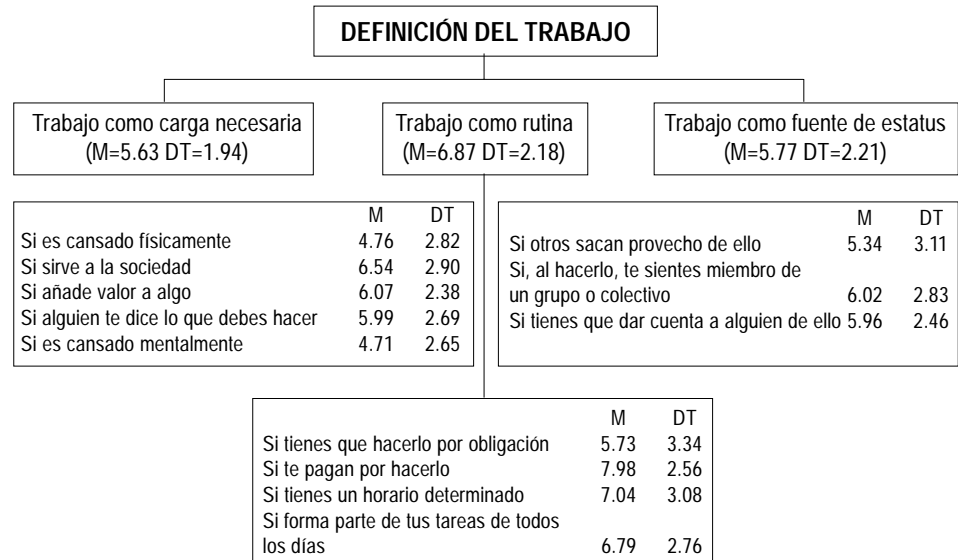 DEFINICIÓN DEL TRABAJO
Trabajo como carga necesaria
(M=5.63 DT=1.94)
Trabajo como rutina
(M=6.87 DT=2.18)
Trabajo como fuente de estatus
(M=5.77 DT=2.21)
M DT
Si es cansado físicamente 4.76 2.82
Si sirve a la sociedad 6.54 2.90
Si añade valor a algo 6.07 2.38
Si alguien te dice lo que debes hacer 5.99 2.69
Si es cansado mentalmente 4.71 2.65
M DT
Si otros sacan provecho de ello 5.34 3.11
Si, al hacerlo, te sientes miembro de
un grupo o colectivo 6.02 2.83
Si tienes que dar cuenta a alguien de ello 5.96 2.46
M DT
Si tienes que hacerlo por obligación 5.73 3.34
Si te pagan por hacerlo 7.98 2.56
Si tienes un horario determinado 7.04 3.08
Si forma parte de tus tareas de todos
los días 6.79 2.76